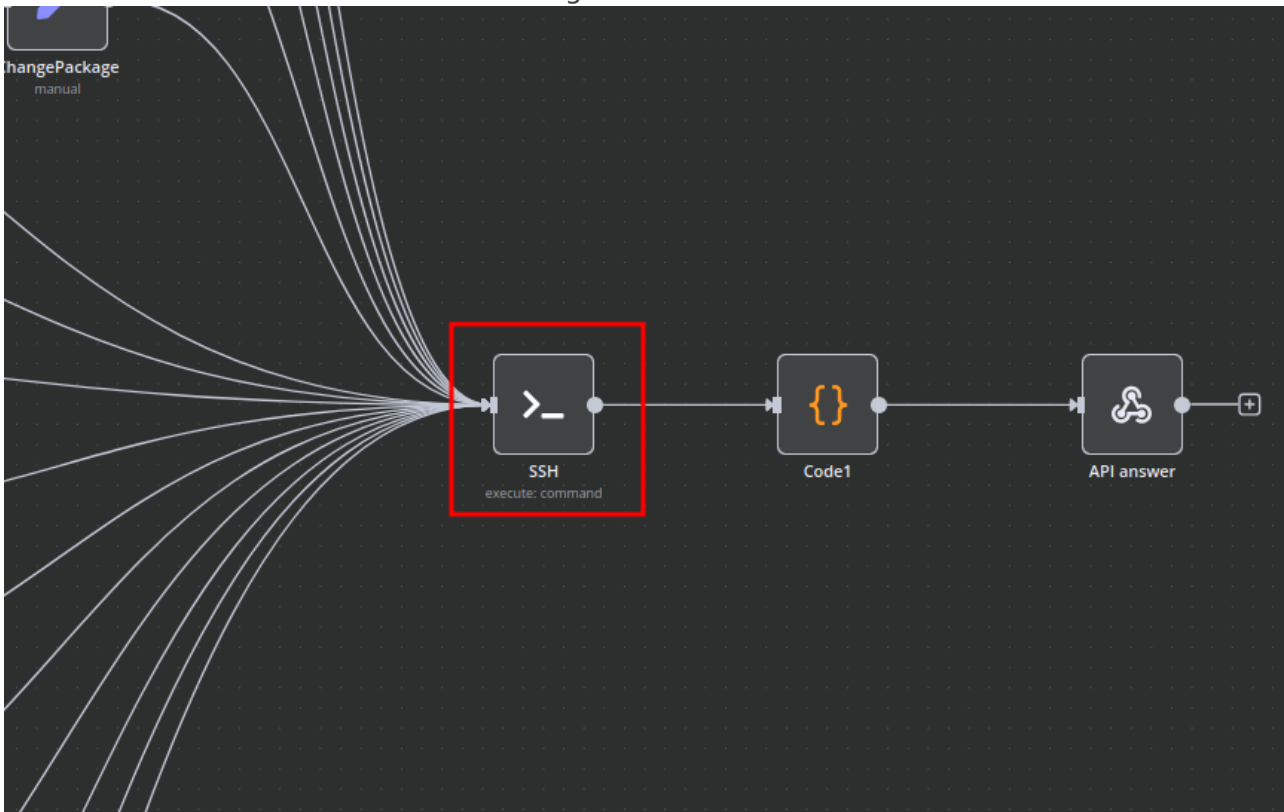 hangePackage
manual
SSH
execute: command
Code1
API answer